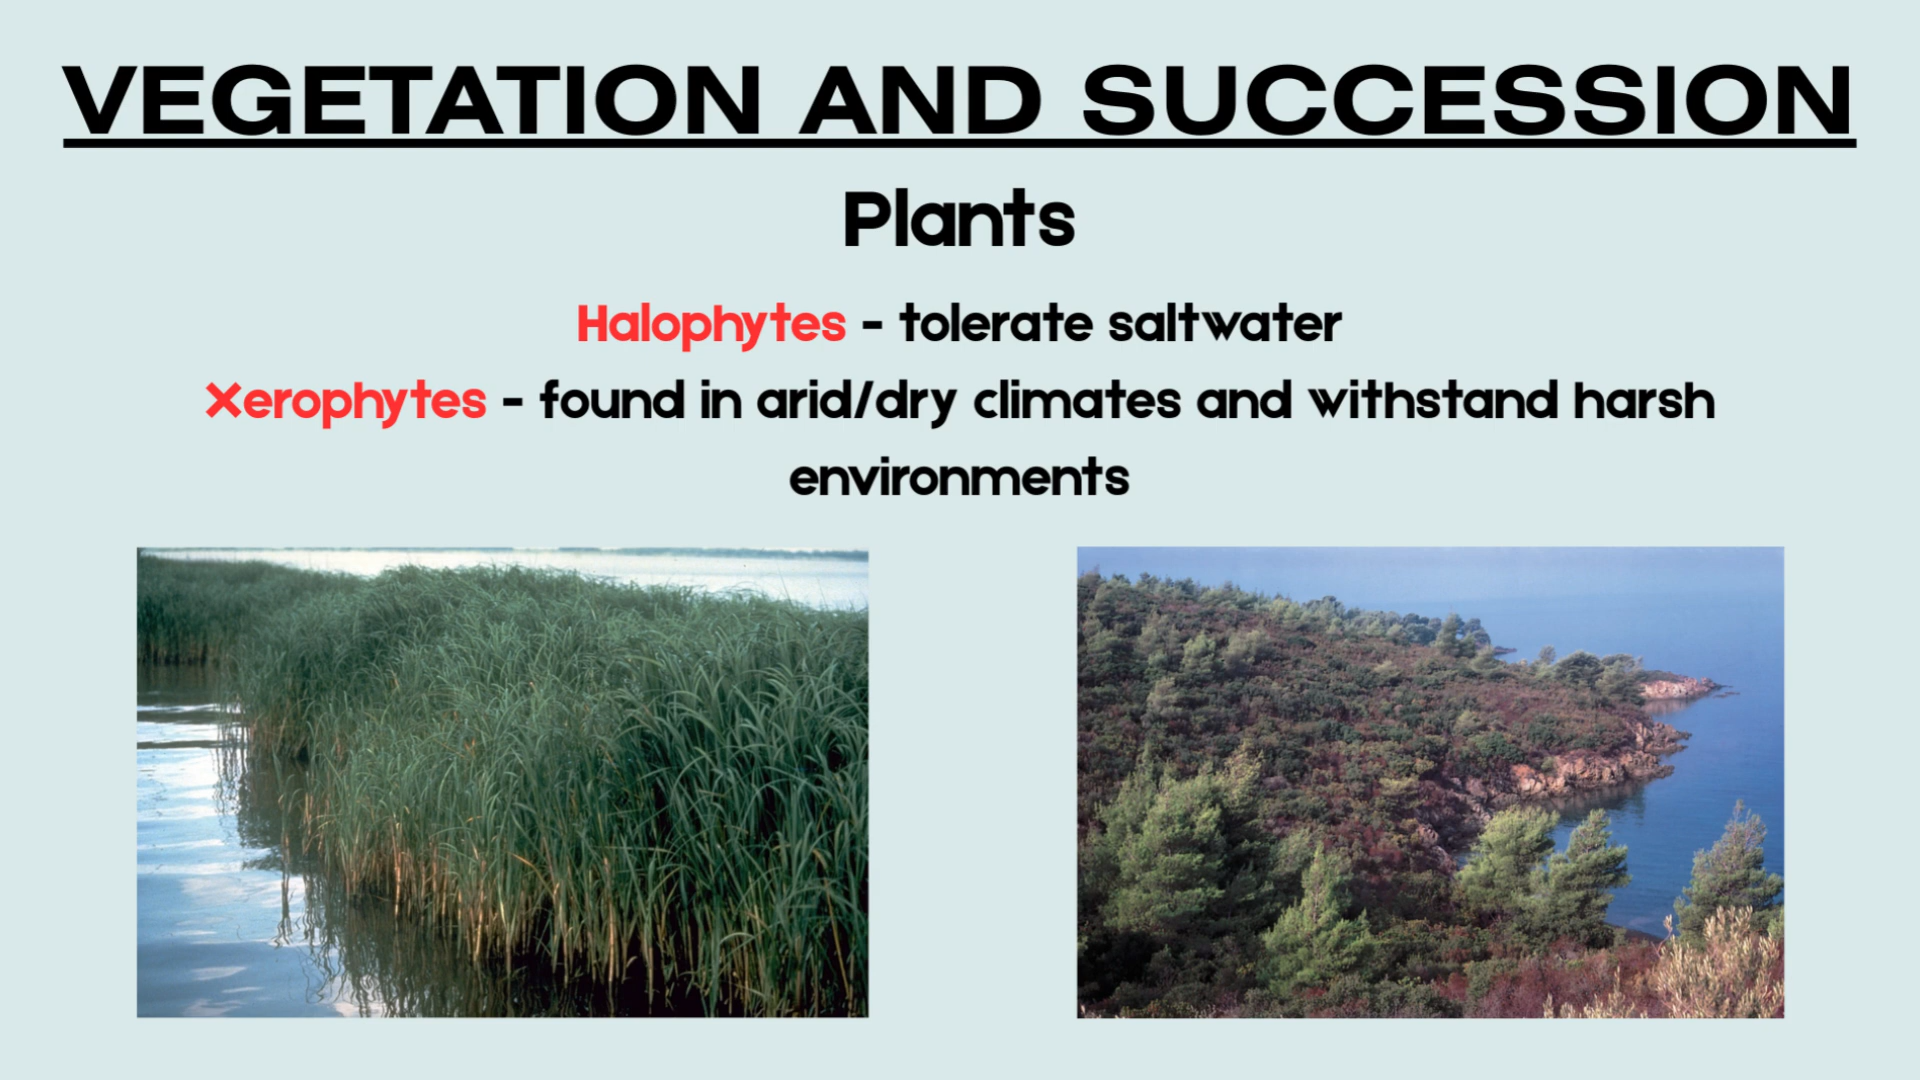 VEGETATION AND SUCCESSION
Plants
Halophytes - tolerate saltwater
Xerophytes - found in arid/dry climates and withstand harsh
environments